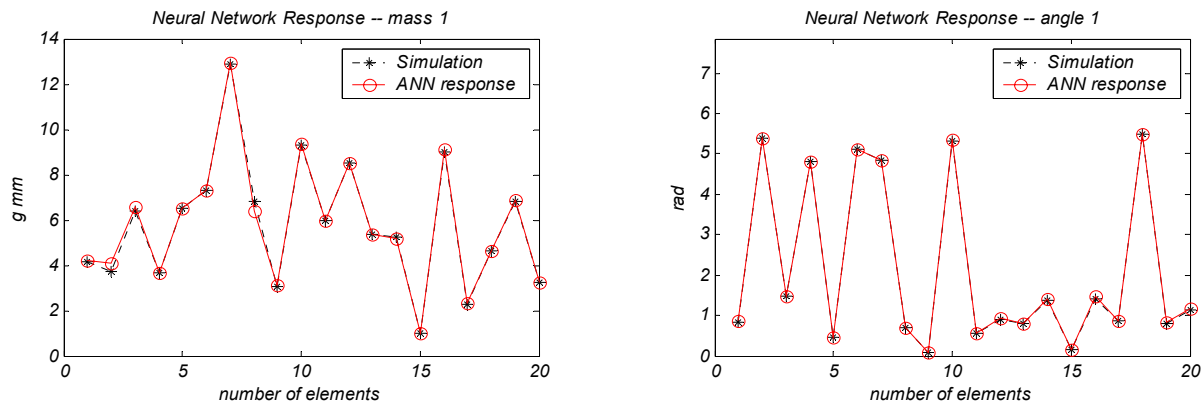 Neural Network Response -- mass 1
14
12
10
8
6
4
2
0
g mm
0 5 10 15 20
number of elements
Simulation
ANN response
Neural Network Response -- angle 1
7
6
5
4
3
2
1
0
rad
0 5 10 15 20
number of elements
Simulation
ANN response